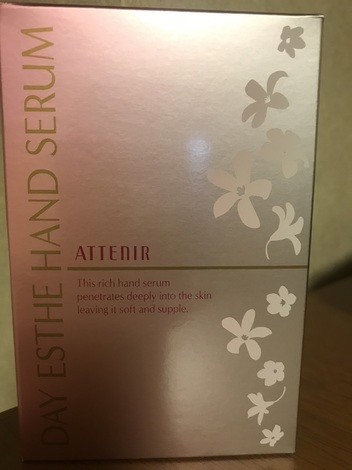 DAY ESTHE HAND SERUM
ATTENIR
This rich hand serum
penetrates deeply into the skin
leaving it soft and supple.